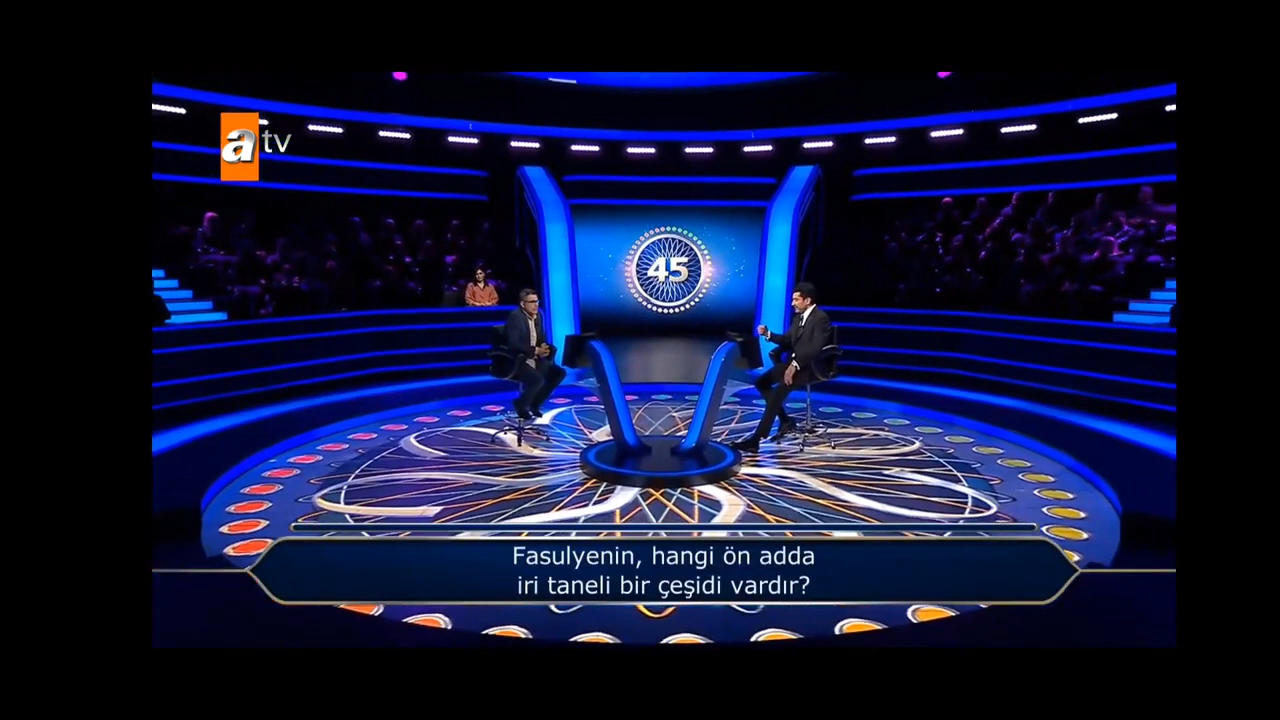 atv
45
Fasulyenin, hangi ön adda
iri taneli bir çeşidi vardır?